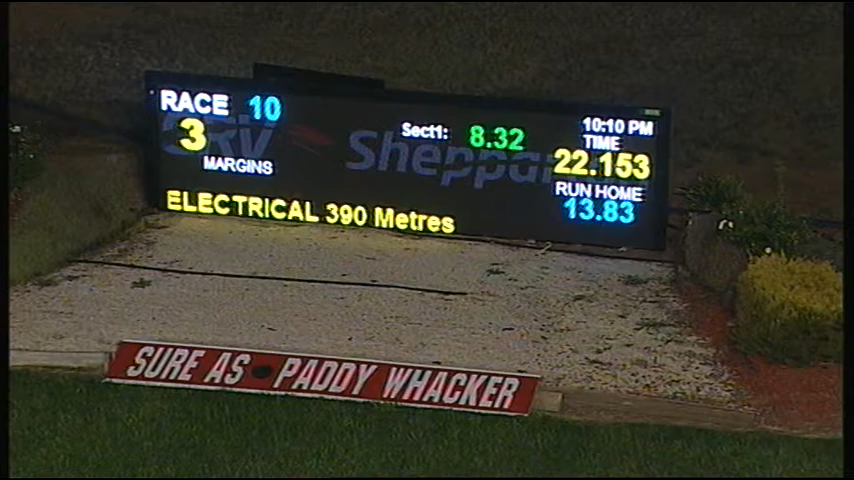 RACE 10
3
MARGINS
Sect1: 8.32
10:10 PM
TIME
22.153
RUN HOME
13.83
ELECTRICAL 390 Metres
SURE AS PADDY WHACKER